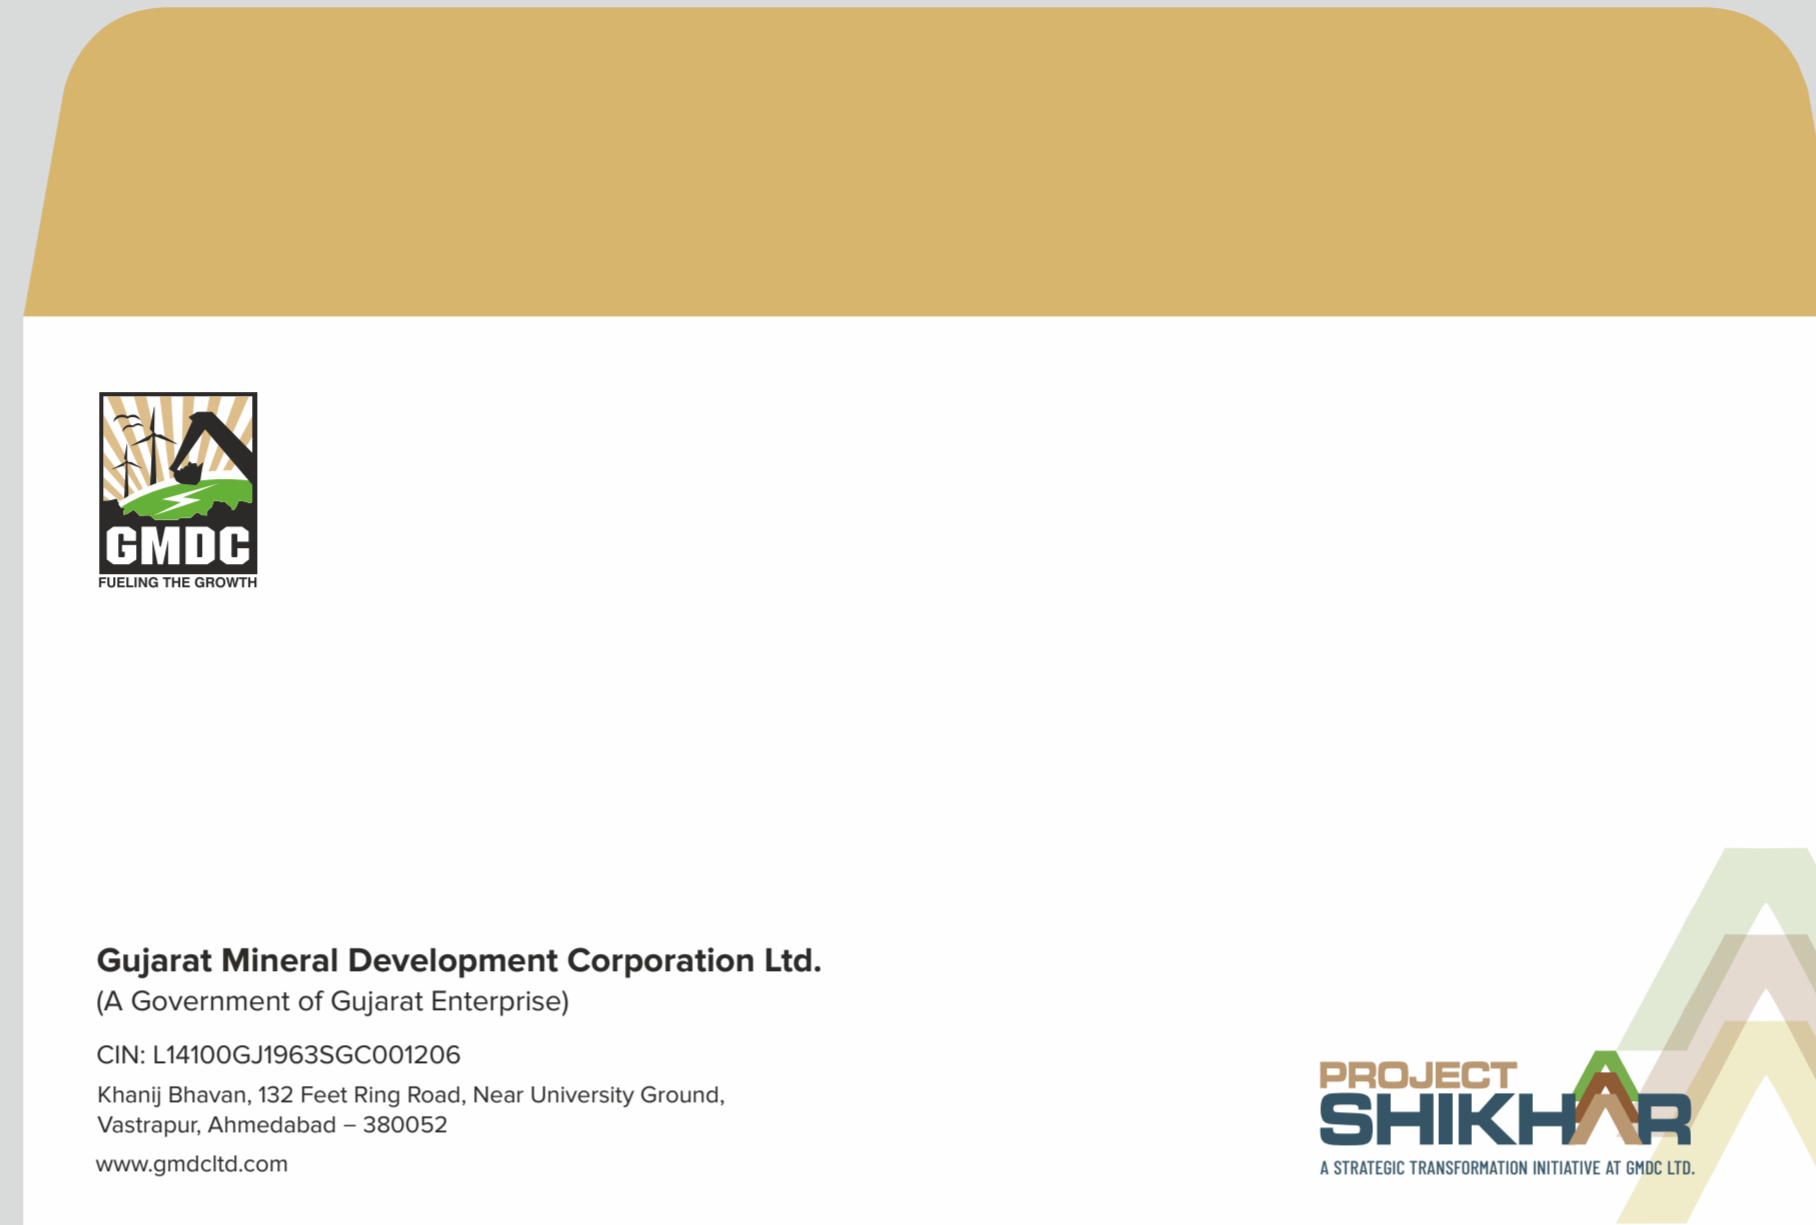 GMDC
FUELING THE GROWTH
Gujarat Mineral Development Corporation Ltd.
(A Government of Gujarat Enterprise)
CIN: L14100GJ1963SGC001206
Khanij Bhavan, 132 Feet Ring Road, Near University Ground,
Vastrapur, Ahmedabad – 380052
www.gmdcltd.com
PROJECT
SHIKHAR
A STRATEGIC TRANSFORMATION INITIATIVE AT GMDC LTD.